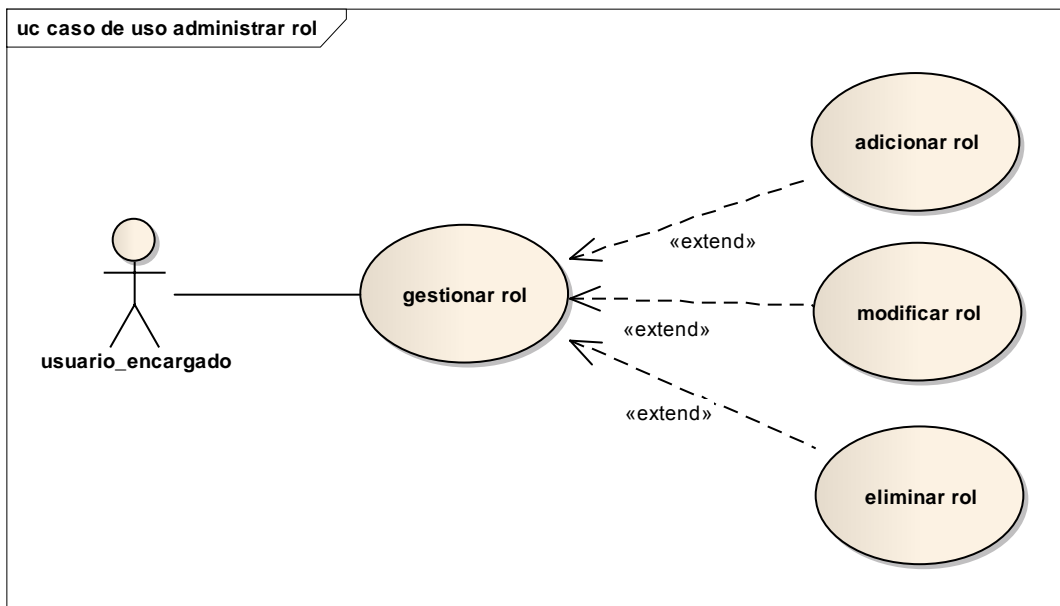 uc caso de uso administrar rol
adicionar rol
«extend»
gestionar rol
modificar rol
«extend»
usuario_encargado
«extend»
eliminar rol